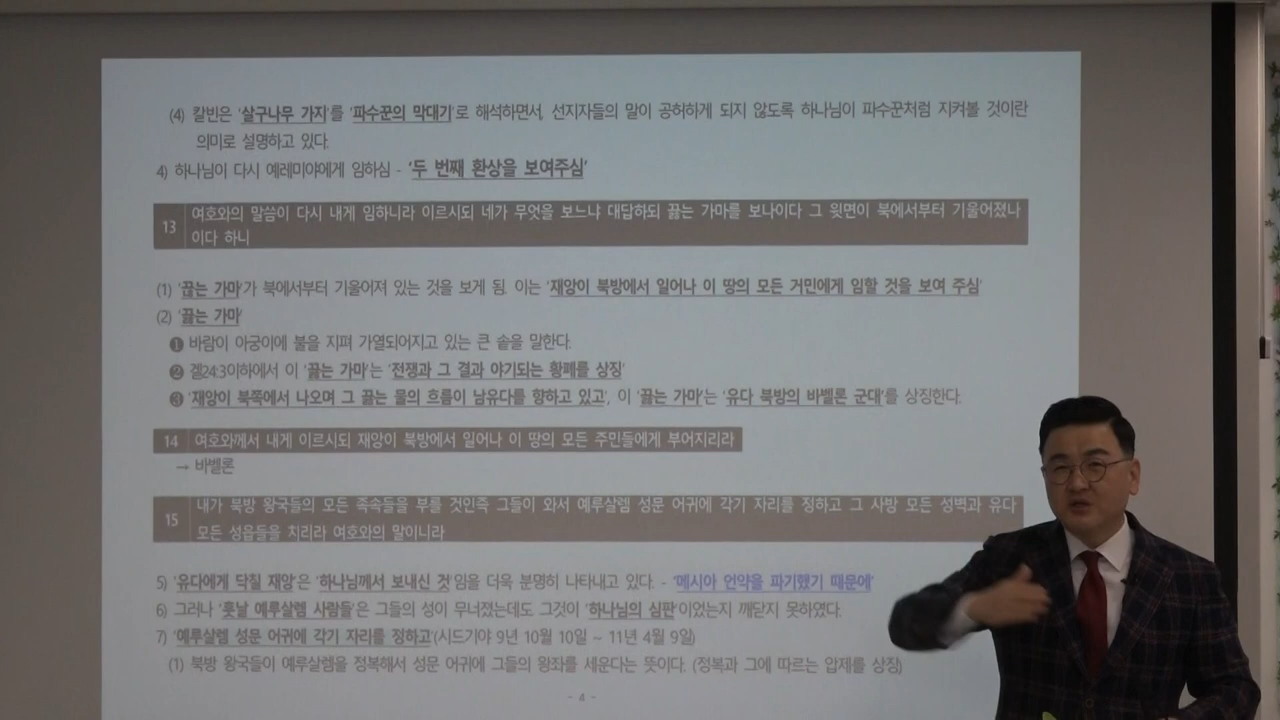 (4) 칼빈은 '살구나무 가지'를 '파수꾼의 막대기'로 해석하면서, 선지자들의 말이 공허하게 되지 않도록 하나님이 파수꾼처럼 지켜볼 것이란
의미로 설명하고 있다.
4) 하나님이 다시 예레미야에게 임하심 - '두 번째 환상을 보여주심'
13 여호와의 말씀이 다시 내게 임하니라 이르시되 네가 무엇을 보느냐 대답하되 끓는 가마를 보나이다 그 윗면이 북에서부터 기울어졌나
이다 하니
(1) '끊는 가마'가 북에서부터 기울어져 있는 것을 보게 됨. 이는 '재앙이 북방에서 일어나 이 땅의 모든 거민에게 임할 것을 보여 주심'
(2) '끓는 가마'
❶ 바람이 아궁이에 불을 지펴 가열되어지고 있는 큰 솥을 말한다.
❷ 겔24:3이하에서 이 '끓는 가마'는 '전쟁과 그 결과 야기되는 황폐를 상징'
❸ '재앙이 북쪽에서 나오며 그 끓는 물의 흐름이 남유다를 향하고 있고', 이 '끓는 가마'는 '유다 북방의 바벨론 군대'를 상징한다.
14 여호와께서 내게 이르시되 재앙이 북방에서 일어나 이 땅의 모든 주민들에게 부어지리라
→ 바벨론
15 내가 북방 왕국들의 모든 족속들을 부를 것인즉 그들이 와서 예루살렘 성문 어귀에 각기 자리를 정하고 그 사방 모든 성벽과 유다
모든 성읍들을 치리라 여호와의 말이니라
5) '유다에게 닥칠 재앙'은 '하나님께서 보내신 것'임을 더욱 분명히 나타내고 있다. - '메시아 언약을 파기했기 때문에'
6) 그러나 '훗날 예루살렘 사람들'은 그들의 성이 무너졌는데도 그것이 '하나님의 심판'이었는지 깨닫지 못하였다.
7) '예루살렘 성문 어귀에 각기 자리를 정하고'(시드기야 9년 10월 10일 ~ 11년 4월 9일)
(1) 북방 왕국들이 예루살렘을 정복해서 성문 어귀에 그들의 왕좌를 세운다는 뜻이다. (정복과 그에 따르는 압제를 상징)
- 4 -